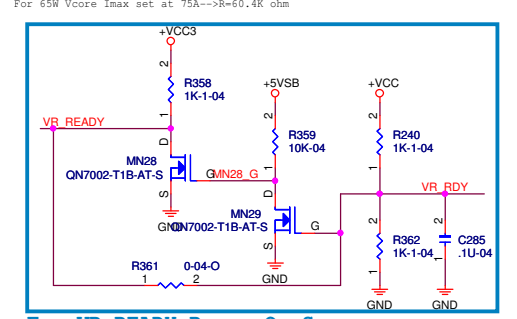 For 65W Vcore Imax set at 75A-->R=60.4K ohm
+VCC3
2
R358
1K-1-04
1
+5VSB
+VCC
VR_READY
2
R359
10K-04
1
2
R240
1K-1-04
1
D
MN28
QN7002-T1B-AT-S
G
MN28_G
S
GND
D
MN29
QN7002-T1B-AT-S
G
S
GND
VR_RDY
2
R362
1K-1-04
1
GND
2
C285
.1U-04
1
GND
R361
0-04-O
1
2